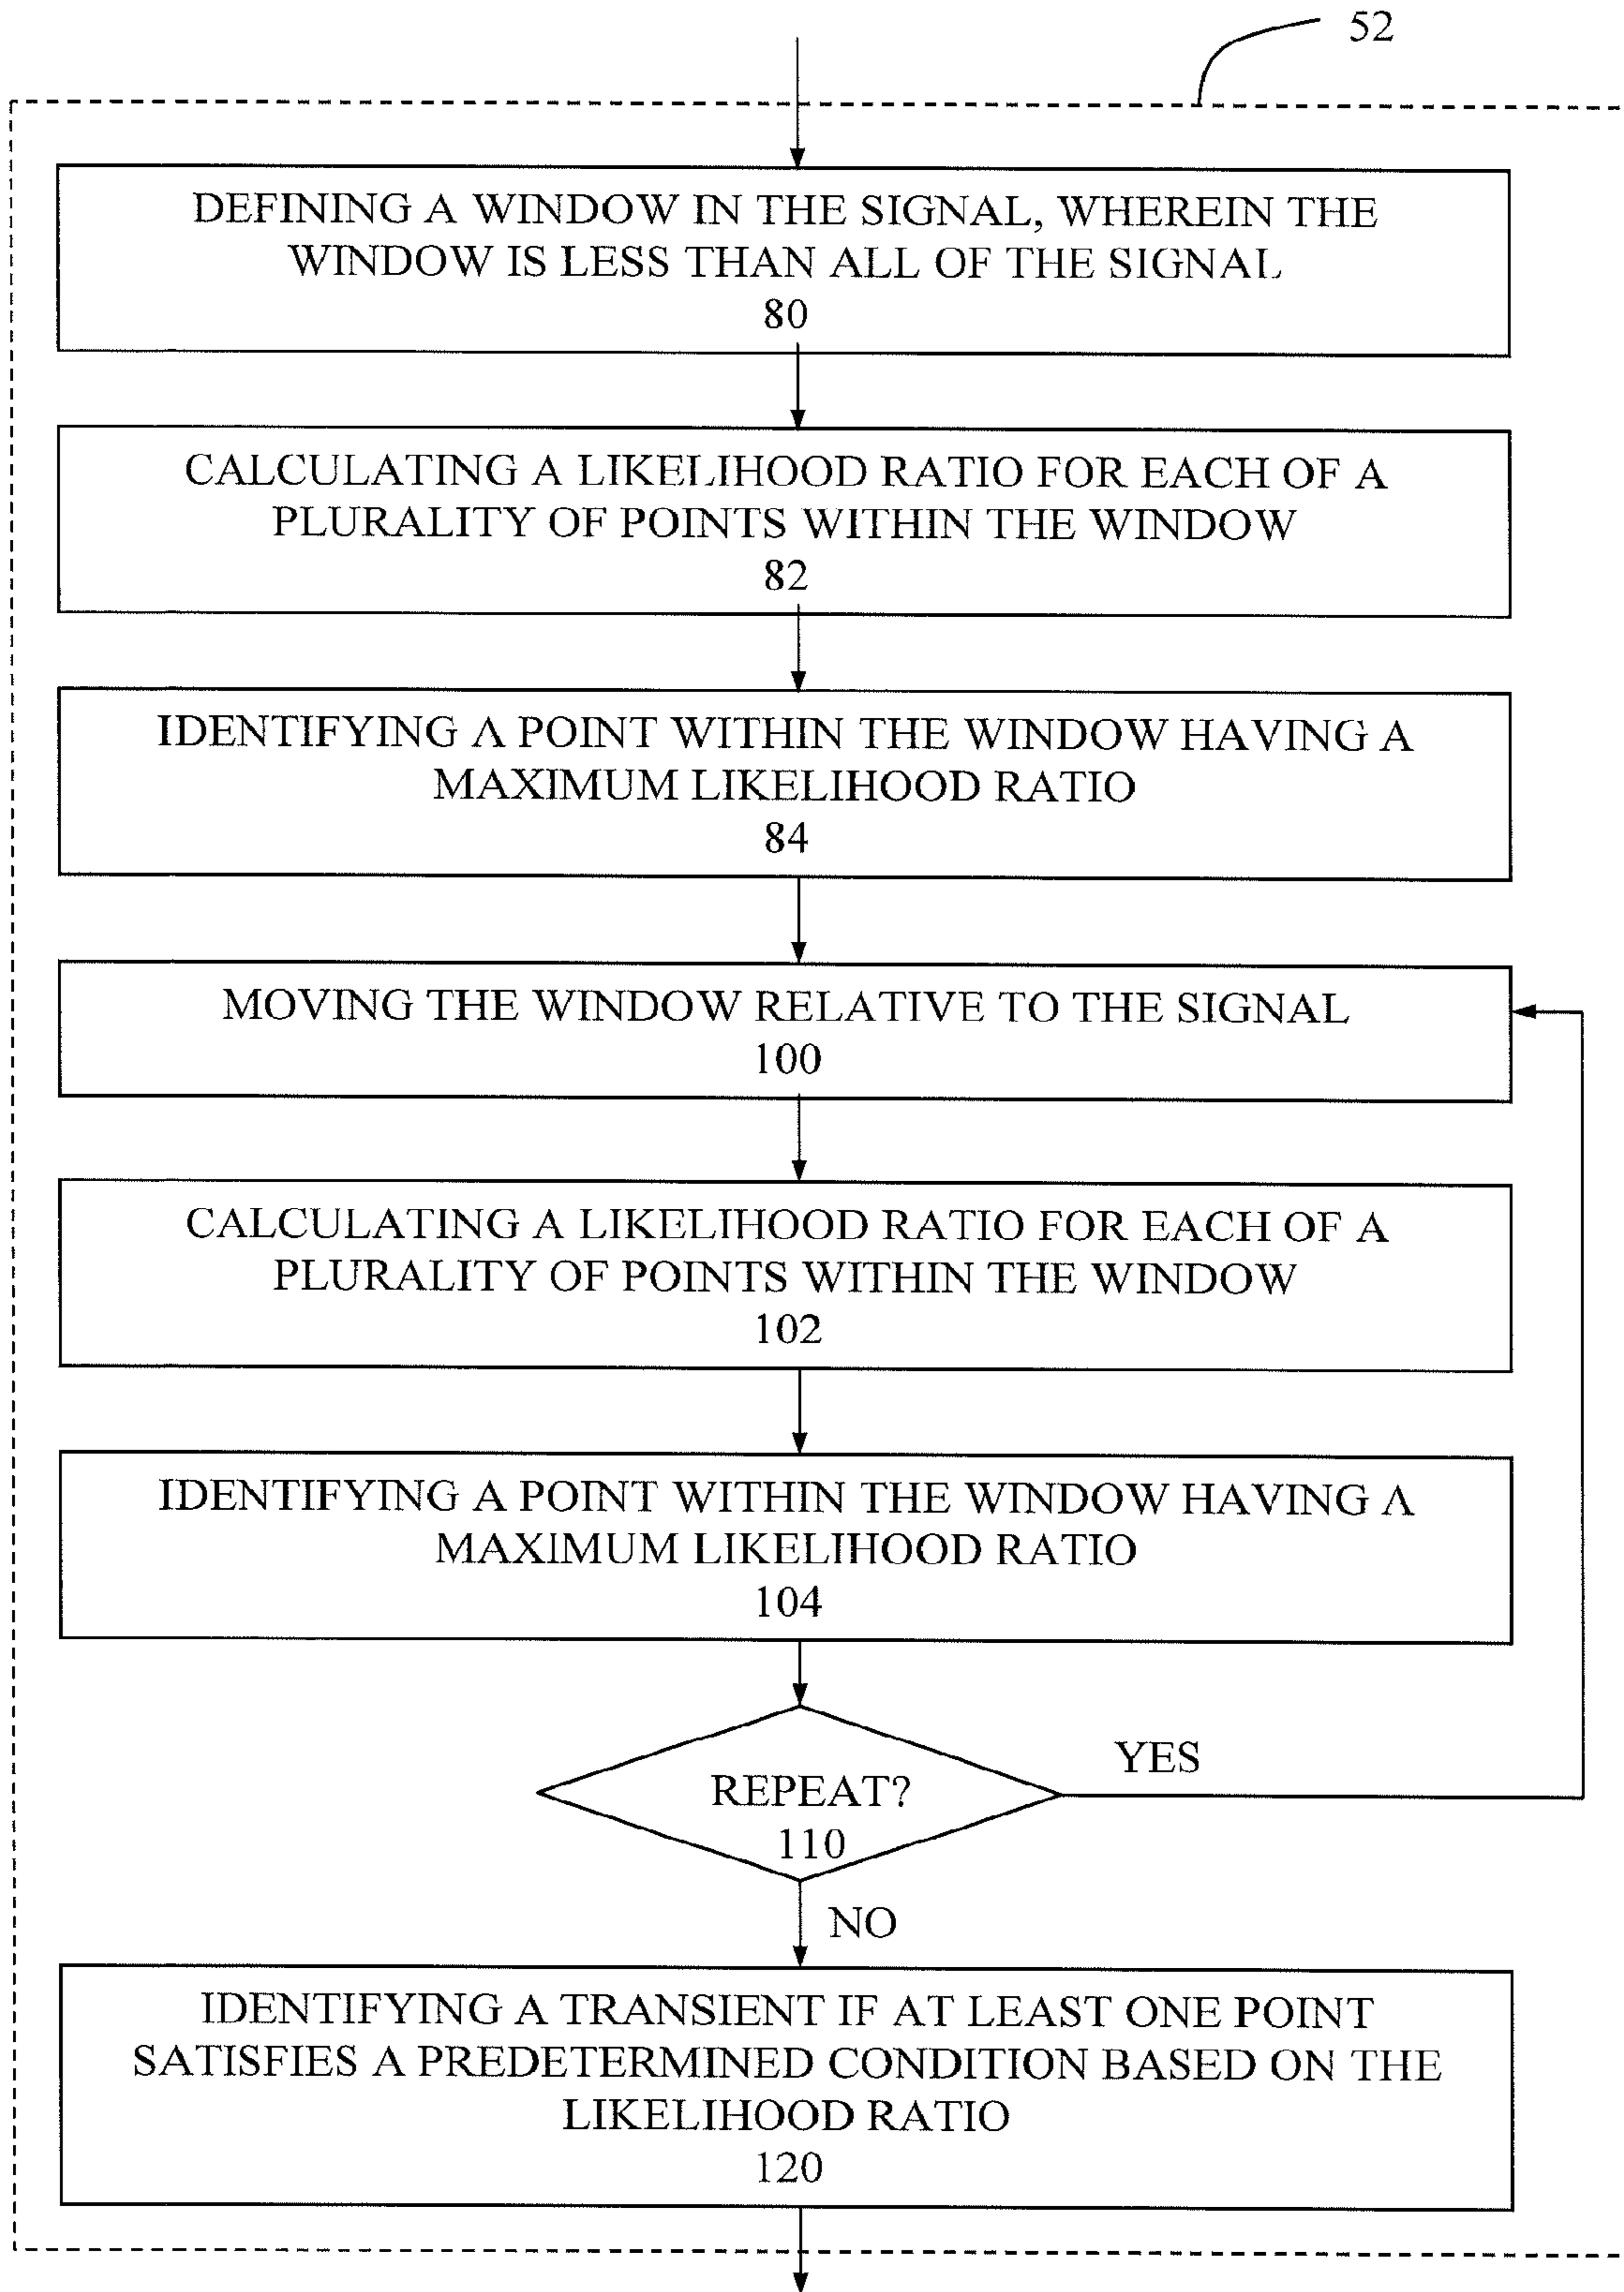 52
DEFINING A WINDOW IN THE SIGNAL, WHEREIN THE
WINDOW IS LESS THAN ALL OF THE SIGNAL
80
CALCULATING A LIKELIHOOD RATIO FOR EACH OF A
PLURALITY OF POINTS WITHIN THE WINDOW
82
IDENTIFYING A POINT WITHIN THE WINDOW HAVING A
MAXIMUM LIKELIHOOD RATIO
84
MOVING THE WINDOW RELATIVE TO THE SIGNAL
100
CALCULATING A LIKELIHOOD RATIO FOR EACH OF A
PLURALITY OF POINTS WITHIN THE WINDOW
102
IDENTIFYING A POINT WITHIN THE WINDOW HAVING A
MAXIMUM LIKELIHOOD RATIO
104
YES
REPEAT?
110
NO
IDENTIFYING A TRANSIENT IF AT LEAST ONE POINT
SATISFIES A PREDETERMINED CONDITION BASED ON THE
LIKELIHOOD RATIO
120